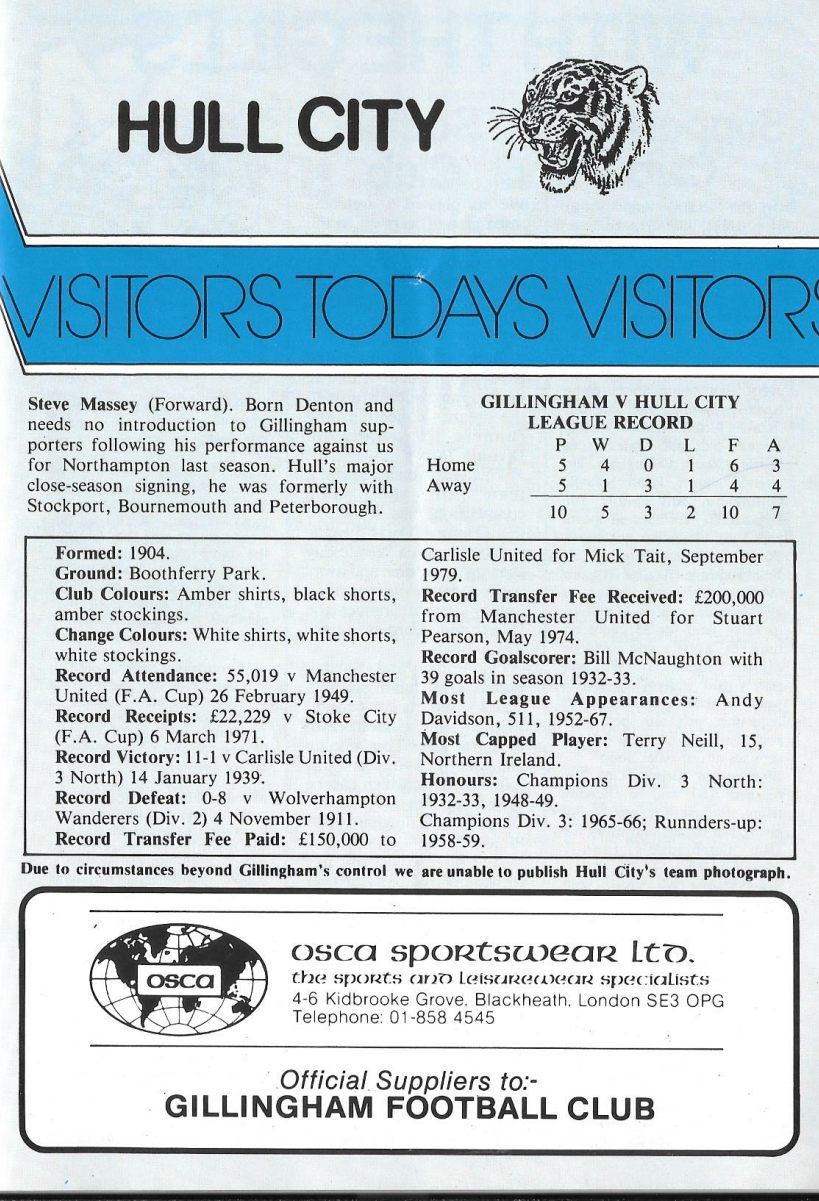 HULL CITY
VISITORS TODAYS VISITORS
Steve Massey (Forward). Born Denton and
needs no introduction to Gillingham sup-
porters following his performance against us
for Northampton last season. Hull's major
close-season signing, he was formerly with
Stockport, Bournemouth and Peterborough.
GILLINGHAM V HULL CITY
LEAGUE RECORD
P W D L F A
Home 5 4 0 1 6 3
Away 5 1 3 1 4 4
10 5 3 2 10 7
Formed: 1904.
Ground: Boothferry Park.
Club Colours: Amber shirts, black shorts,
amber stockings.
Change Colours: White shirts, white shorts,
white stockings.
Record Attendance: 55,019 v Manchester
United (F.A. Cup) 26 February 1949.
Record Receipts: £22,229 v Stoke City
(F.A. Cup) 6 March 1971.
Record Victory: 11-1 v Carlisle United (Div.
3 North) 14 January 1939.
Record Defeat: 0-8 v Wolverhampton
Wanderers (Div. 2) 4 November 1911.
Record Transfer Fee Paid: £150,000 to
Carlisle United for Mick Tait, September
1979.
Record Transfer Fee Received: £200,000
from Manchester United for Stuart
Pearson, May 1974.
Record Goalscorer: Bill McNaughton with
39 goals in season 1932-33.
Most League Appearances: Andy
Davidson, 511, 1952-67.
Most Capped Player: Terry Neill, 15,
Northern Ireland.
Honours: Champions Div. 3 North:
1932-33, 1948-49.
Champions Div. 3: 1965-66; Runnders-up:
1958-59.
Due to circumstances beyond Gillingham's control we are unable to publish Hull City's team photograph.
osca
osca sportswear ltd.
the sports and leisurewear specialists
4-6 Kidbrooke Grove, Blackheath, London SE3 OPG
Telephone: 01-858 4545
Official Suppliers to:-
GILLINGHAM FOOTBALL CLUB